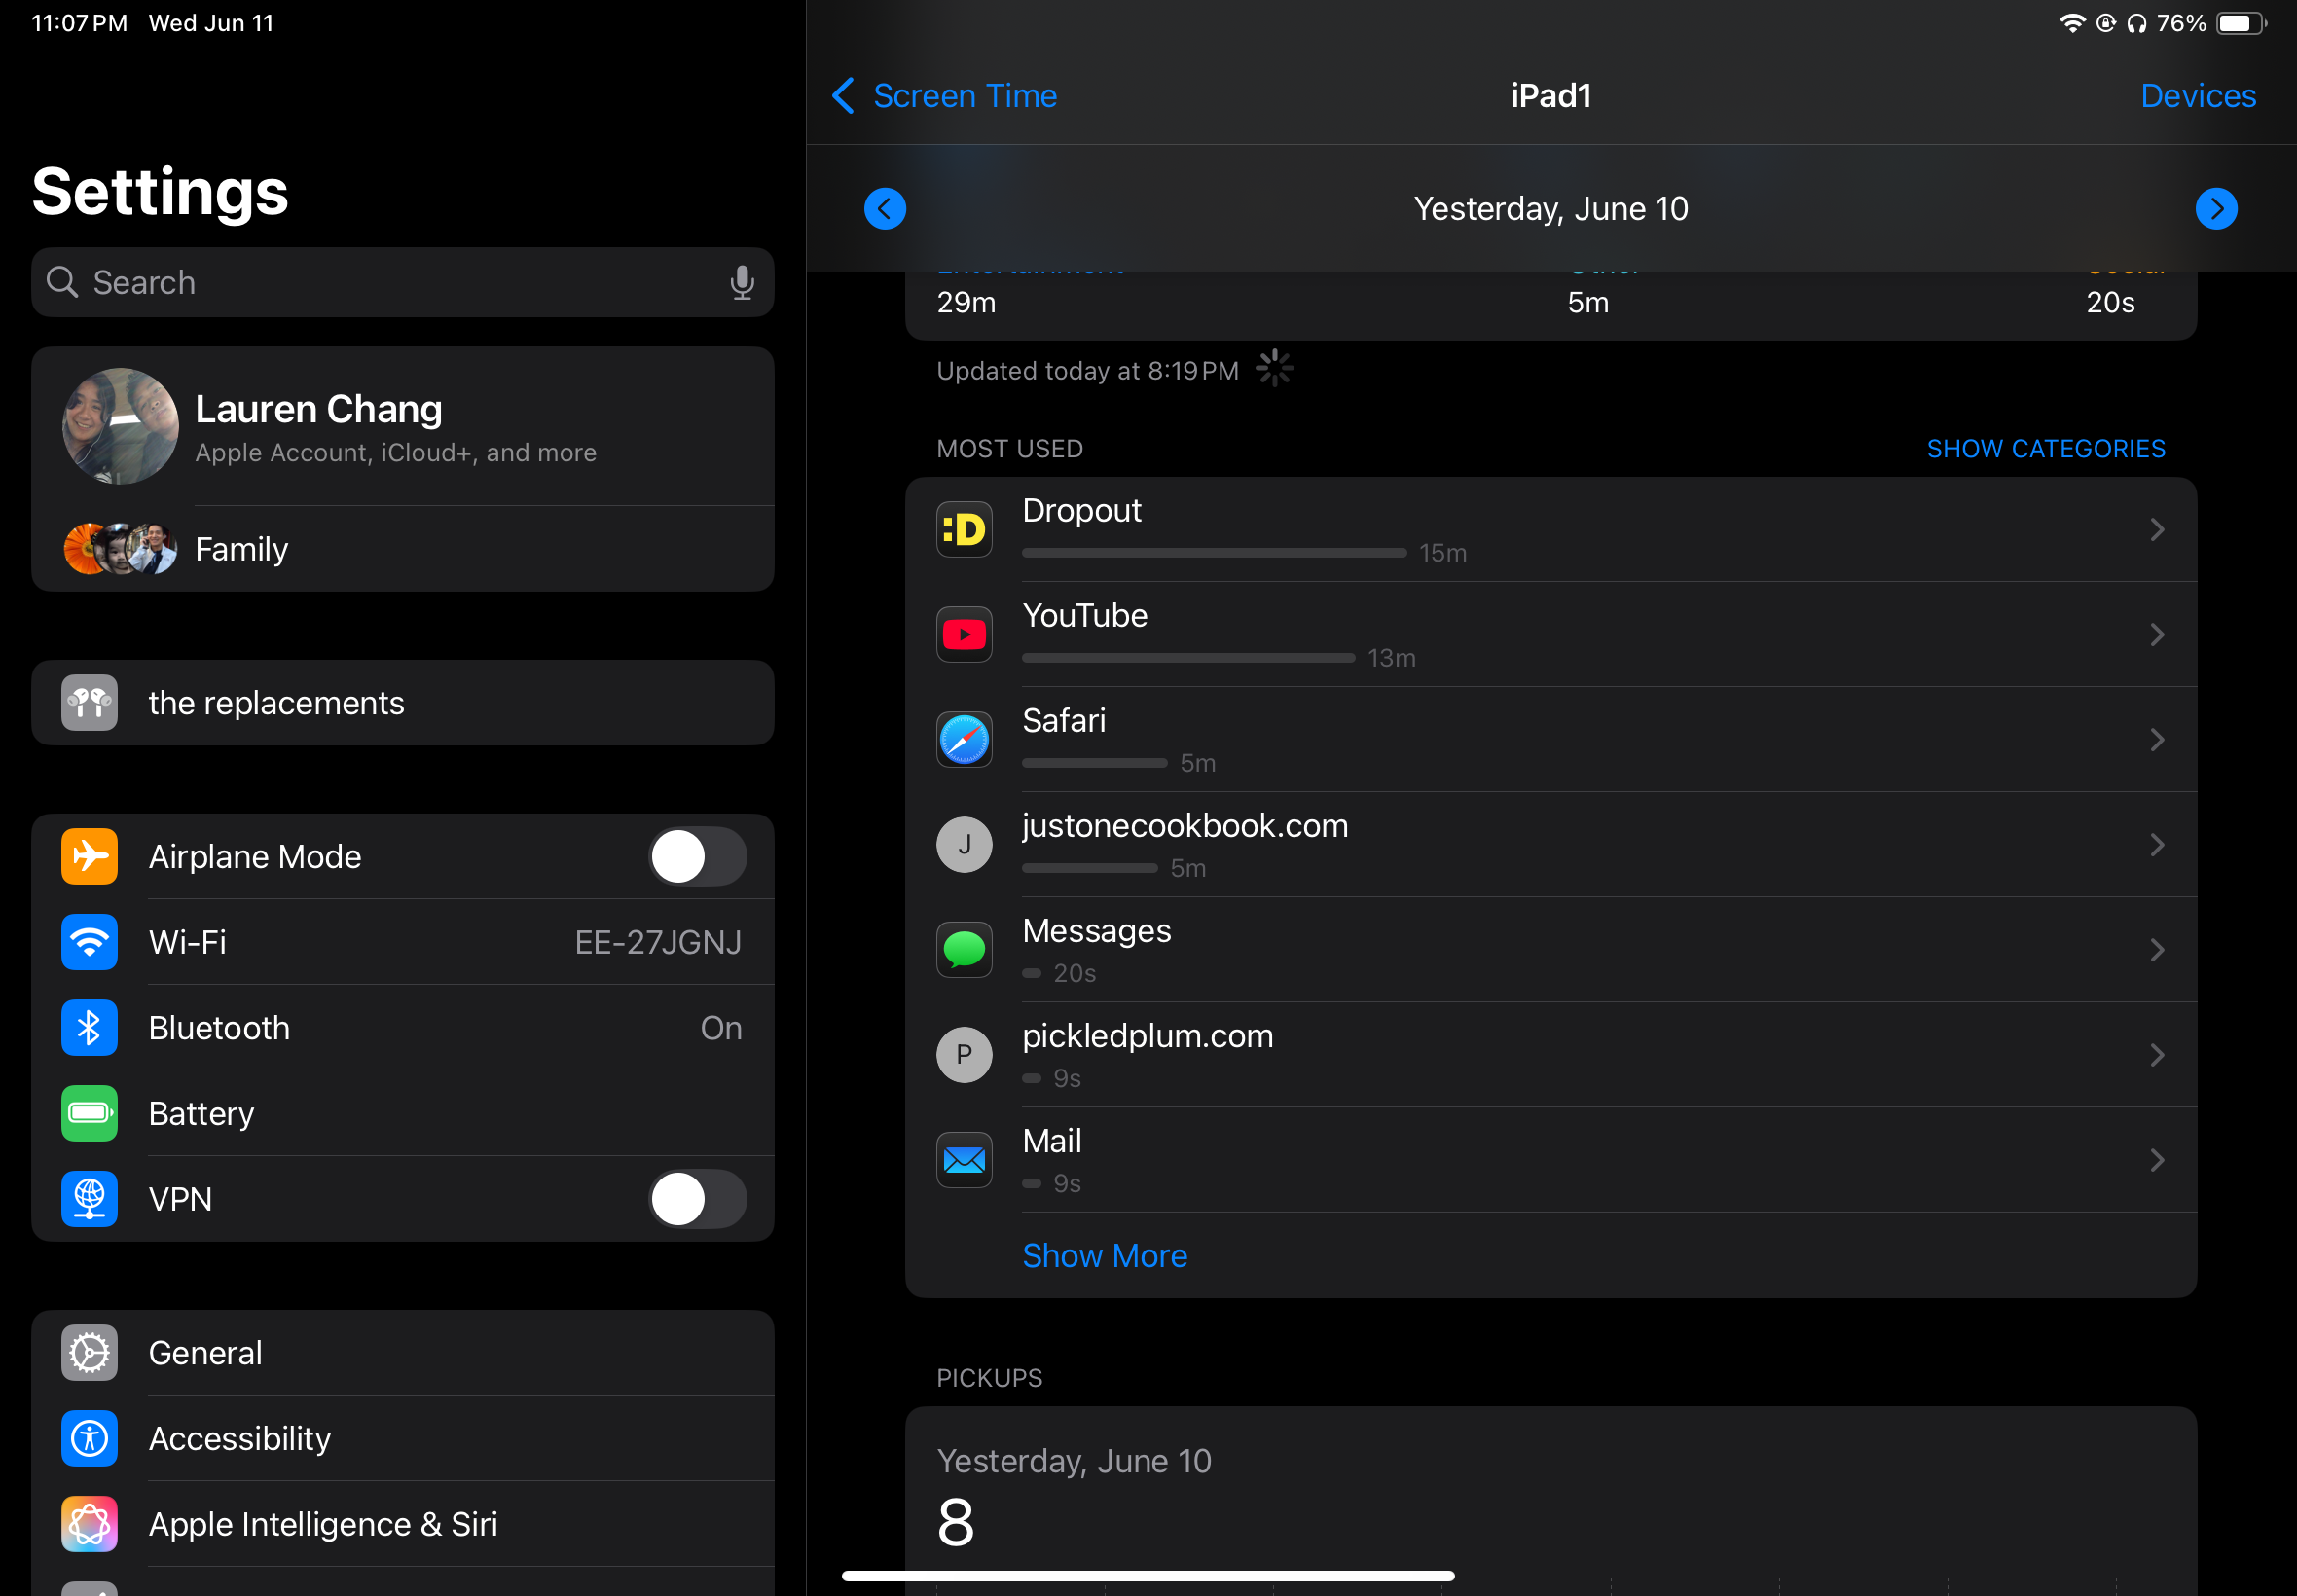 11:07 PM Wed Jun 11
76%
Settings
Search
Lauren Chang
Apple Account, iCloud+, and more
Family
the replacements
Airplane Mode
Wi-Fi EE-27JGNJ
Bluetooth On
Battery
VPN
General
Accessibility
Apple Intelligence & Siri
Screen Time iPad1 Devices
Yesterday, June 10
29m 5m 20s
Updated today at 8:19 PM
MOST USED SHOW CATEGORIES
:D
Dropout
15m
YouTube
13m
Safari
5m
J
justonecookbook.com
5m
Messages
20s
P
pickledplum.com
9s
Mail
9s
Show More
PICKUPS
Yesterday, June 10
8